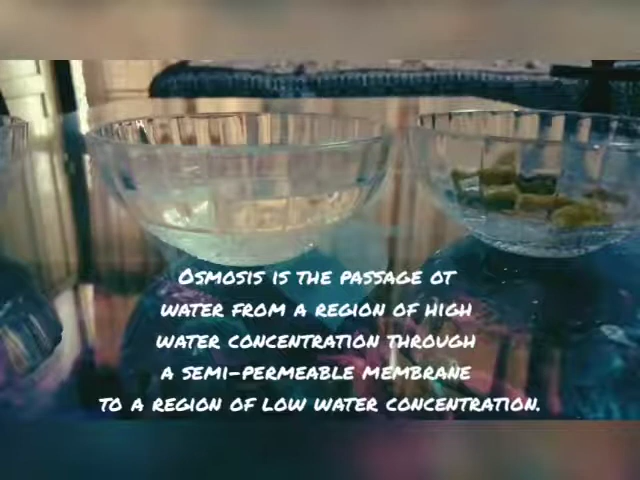 Osmosis is the passage ot
water from a region of high
water concentration through
a semi-permeable membrane
to a region of low water concentration.